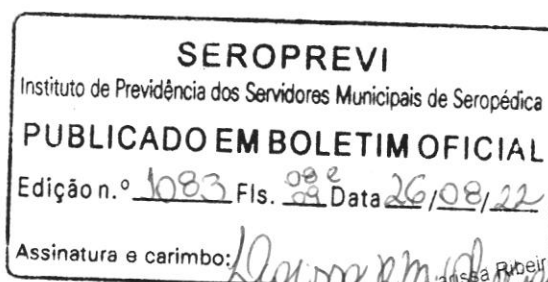 SEROPREVI
Instituto de Previdência dos Servidores Municipais de Seropédica
PUBLICADO EM BOLETIM OFICIAL
Edição n.º 1083 Fls. 08 e 09 Data 26/08/22
Assinatura e carimbo: